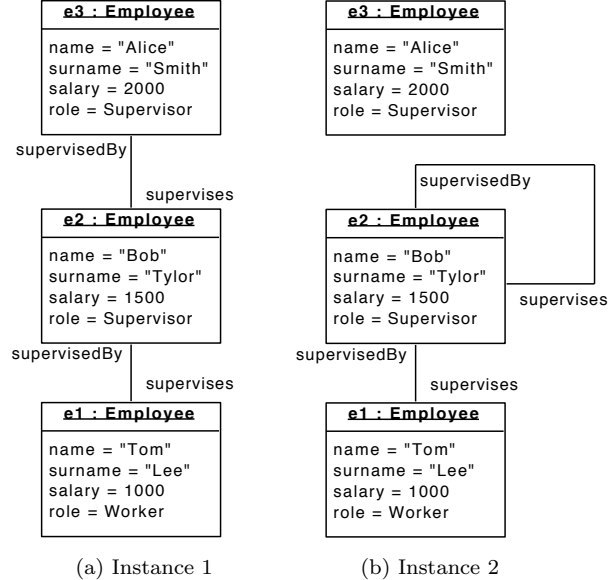 e3 : Employee
name = "Alice"
surname = "Smith"
salary = 2000
role = Supervisor
supervisedBy
supervises
e2 : Employee
name = "Bob"
surname = "Tylor"
salary = 1500
role = Supervisor
supervisedBy
supervises
e1 : Employee
name = "Tom"
surname = "Lee"
salary = 1000
role = Worker
(a) Instance 1
e3 : Employee
name = "Alice"
surname = "Smith"
salary = 2000
role = Supervisor
supervisedBy
e2 : Employee
name = "Bob"
surname = "Tylor"
salary = 1500
role = Supervisor
supervises
supervisedBy
supervises
e1 : Employee
name = "Tom"
surname = "Lee"
salary = 1000
role = Worker
(b) Instance 2